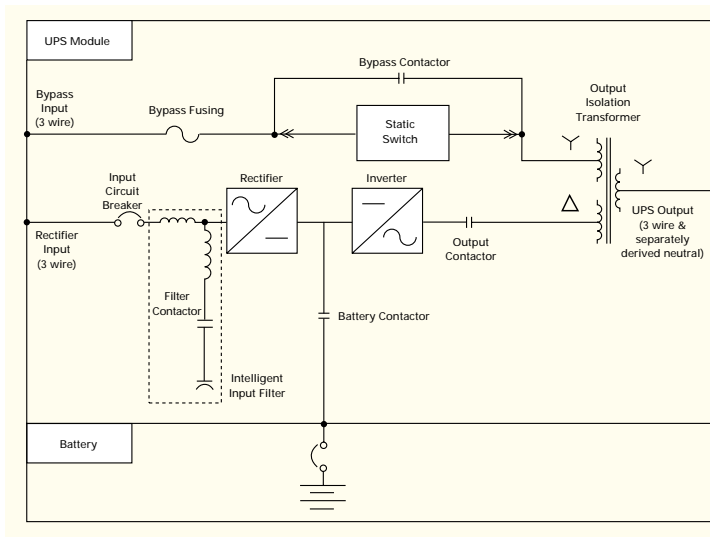 UPS Module
Bypass Contactor
Output
Isolation
Transformer
Bypass
Input
(3 wire)
Bypass Fusing
Static
Switch
Input
Circuit
Breaker
Rectifier
Inverter
Rectifier
Input
(3 wire)
Output
Contactor
UPS Output
(3 wire &
separately
derived neutral)
Filter
Contactor
Battery Contactor
Intelligent
Input Filter
Battery